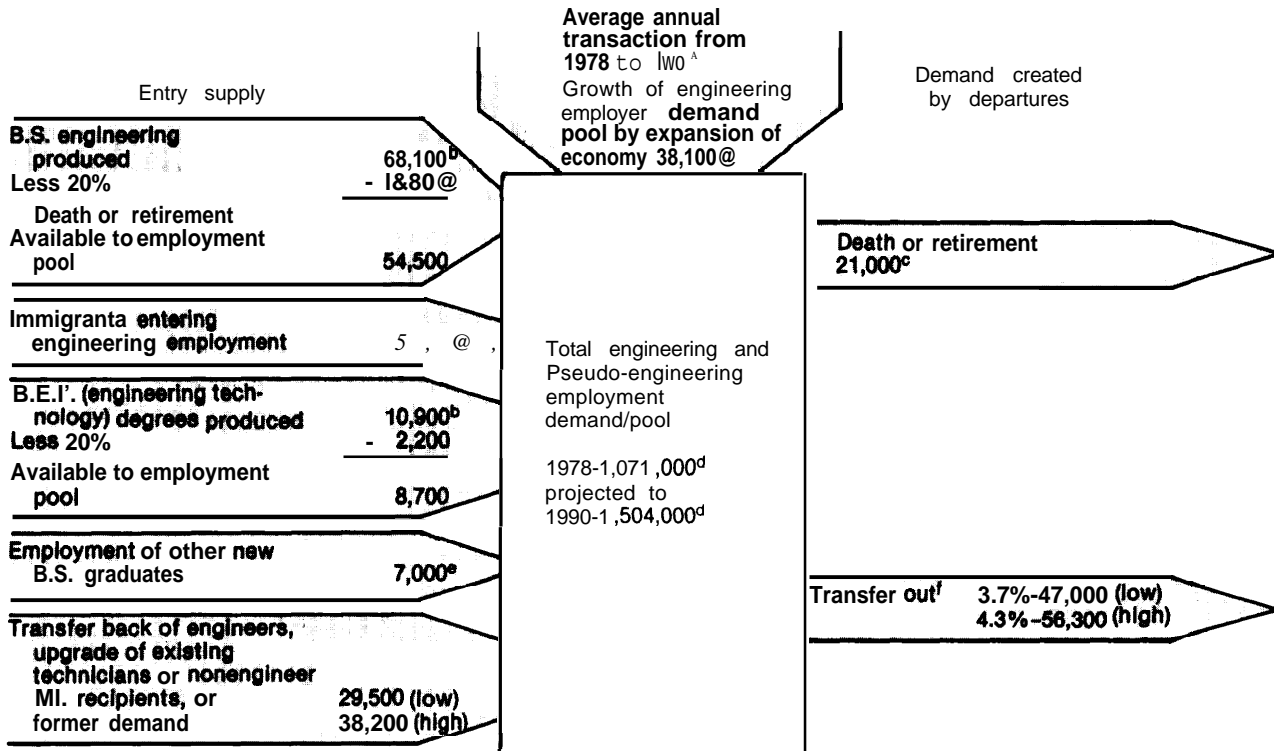 Average annual
transaction from
1978 to lW0 A
Growth of engineering
employer demand
pool by expansion of
economy 38,100@
Entry supply
B.S. engineering
produced 68,100b
Less 20% - I&80@
Death or retirement
Available to employment
pool 54,500
Immigranta entering
engineering employment 5 , @ ,
B.E.I'. (engineering tech-
nology) degrees produced 10,900b
Less 20% - 2,200
Available to employment
pool 8,700
Employment of other new
B.S. graduates 7,000e
Transfer back of engineers,
upgrade of existing
technicians or nonengineer
MI. recipients, or 29,500 (low)
former demand 38,200 (high)
Total engineering and
Pseudo-engineering
employment
demand/pool
1978-1,071 ,000d
projected to
1990-1 ,504,000d
Demand created
by departures
Death or retirement
21,000c
Transfer outf 3.7%-47,000 (low)
4.3%-56,300 (high)